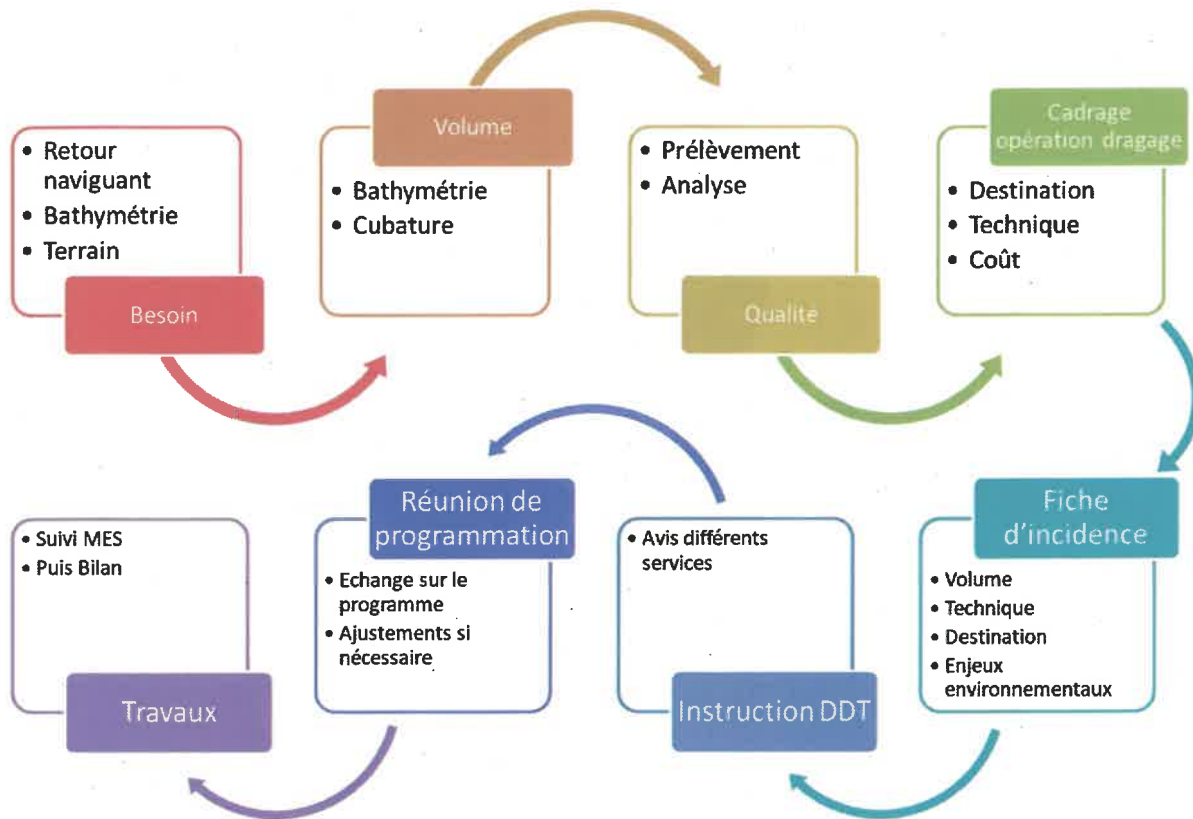 • Retour
naviguant
• Bathymétrie
• Terrain
Besoin
Volume
• Bathymétrie
• Cubature
• Prélèvement
• Analyse
Qualite
Cadrage
opération dragage
• Destination
• Technique
• Coût
Fiche
d'incidence
• Volume
• Technique
• Destination
• Enjeux
environnementaux
• Avis différents
services
Instruction DDT
Réunion de
programmation
• Echange sur le
programme
• Ajustements si
nécessaire
• Suivi MES
• Puis Bilan
Travaux